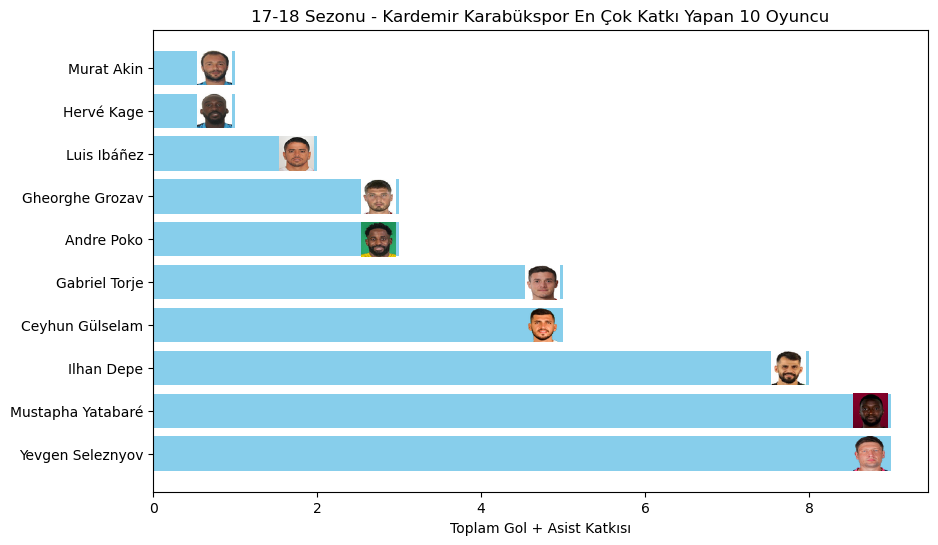 17-18 Sezonu - Kardemir Karabükspor En Çok Katkı Yapan 10 Oyuncu
Murat Akin
Hervé Kage
Luis Ibáñez
Gheorghe Grozav
Andre Poko
Gabriel Torje
Ceyhun Gülselam
Ilhan Depe
Mustapha Yatabaré
Yevgen Seleznyov
0 2 4 6 8
Toplam Gol + Asist Katkısı